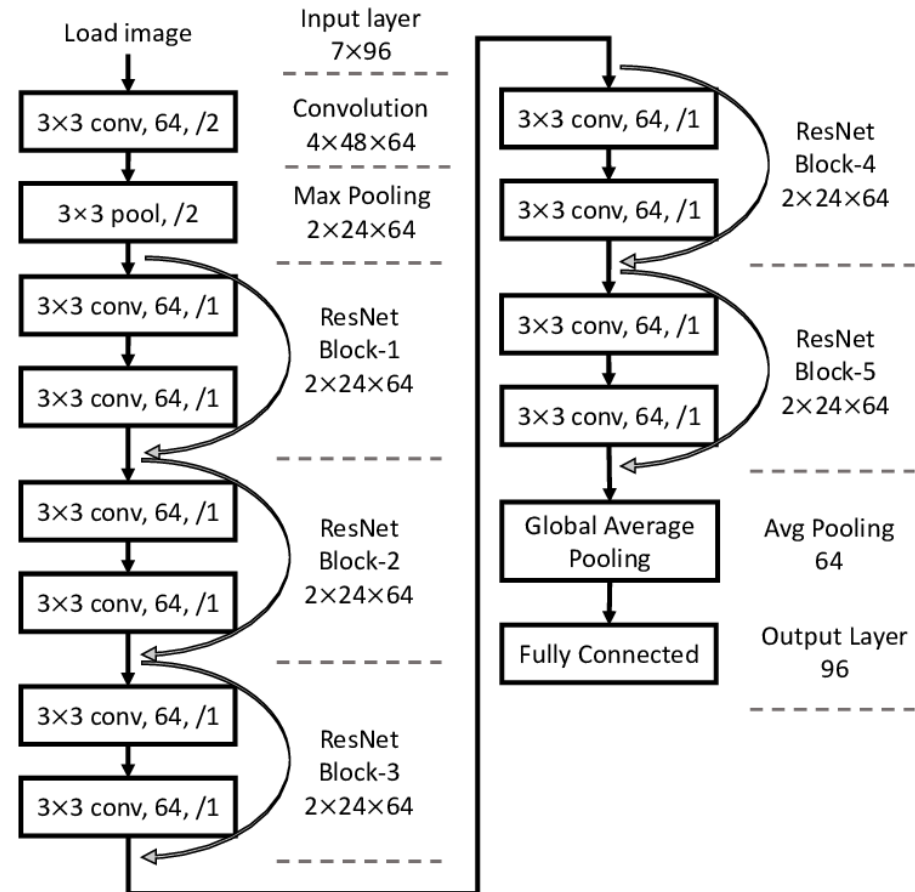 Load image
Input layer
7×96
3×3 conv, 64, /2
Convolution
4×48×64
3×3 pool, /2
Max Pooling
2×24×64
3×3 conv, 64, /1
3×3 conv, 64, /1
ResNet
Block-1
2×24×64
3×3 conv, 64, /1
3×3 conv, 64, /1
ResNet
Block-2
2×24×64
3×3 conv, 64, /1
3×3 conv, 64, /1
ResNet
Block-3
2×24×64
3×3 conv, 64, /1
3×3 conv, 64, /1
ResNet
Block-4
2×24×64
3×3 conv, 64, /1
3×3 conv, 64, /1
ResNet
Block-5
2×24×64
Global Average
Pooling
Avg Pooling
64
Fully Connected
Output Layer
96